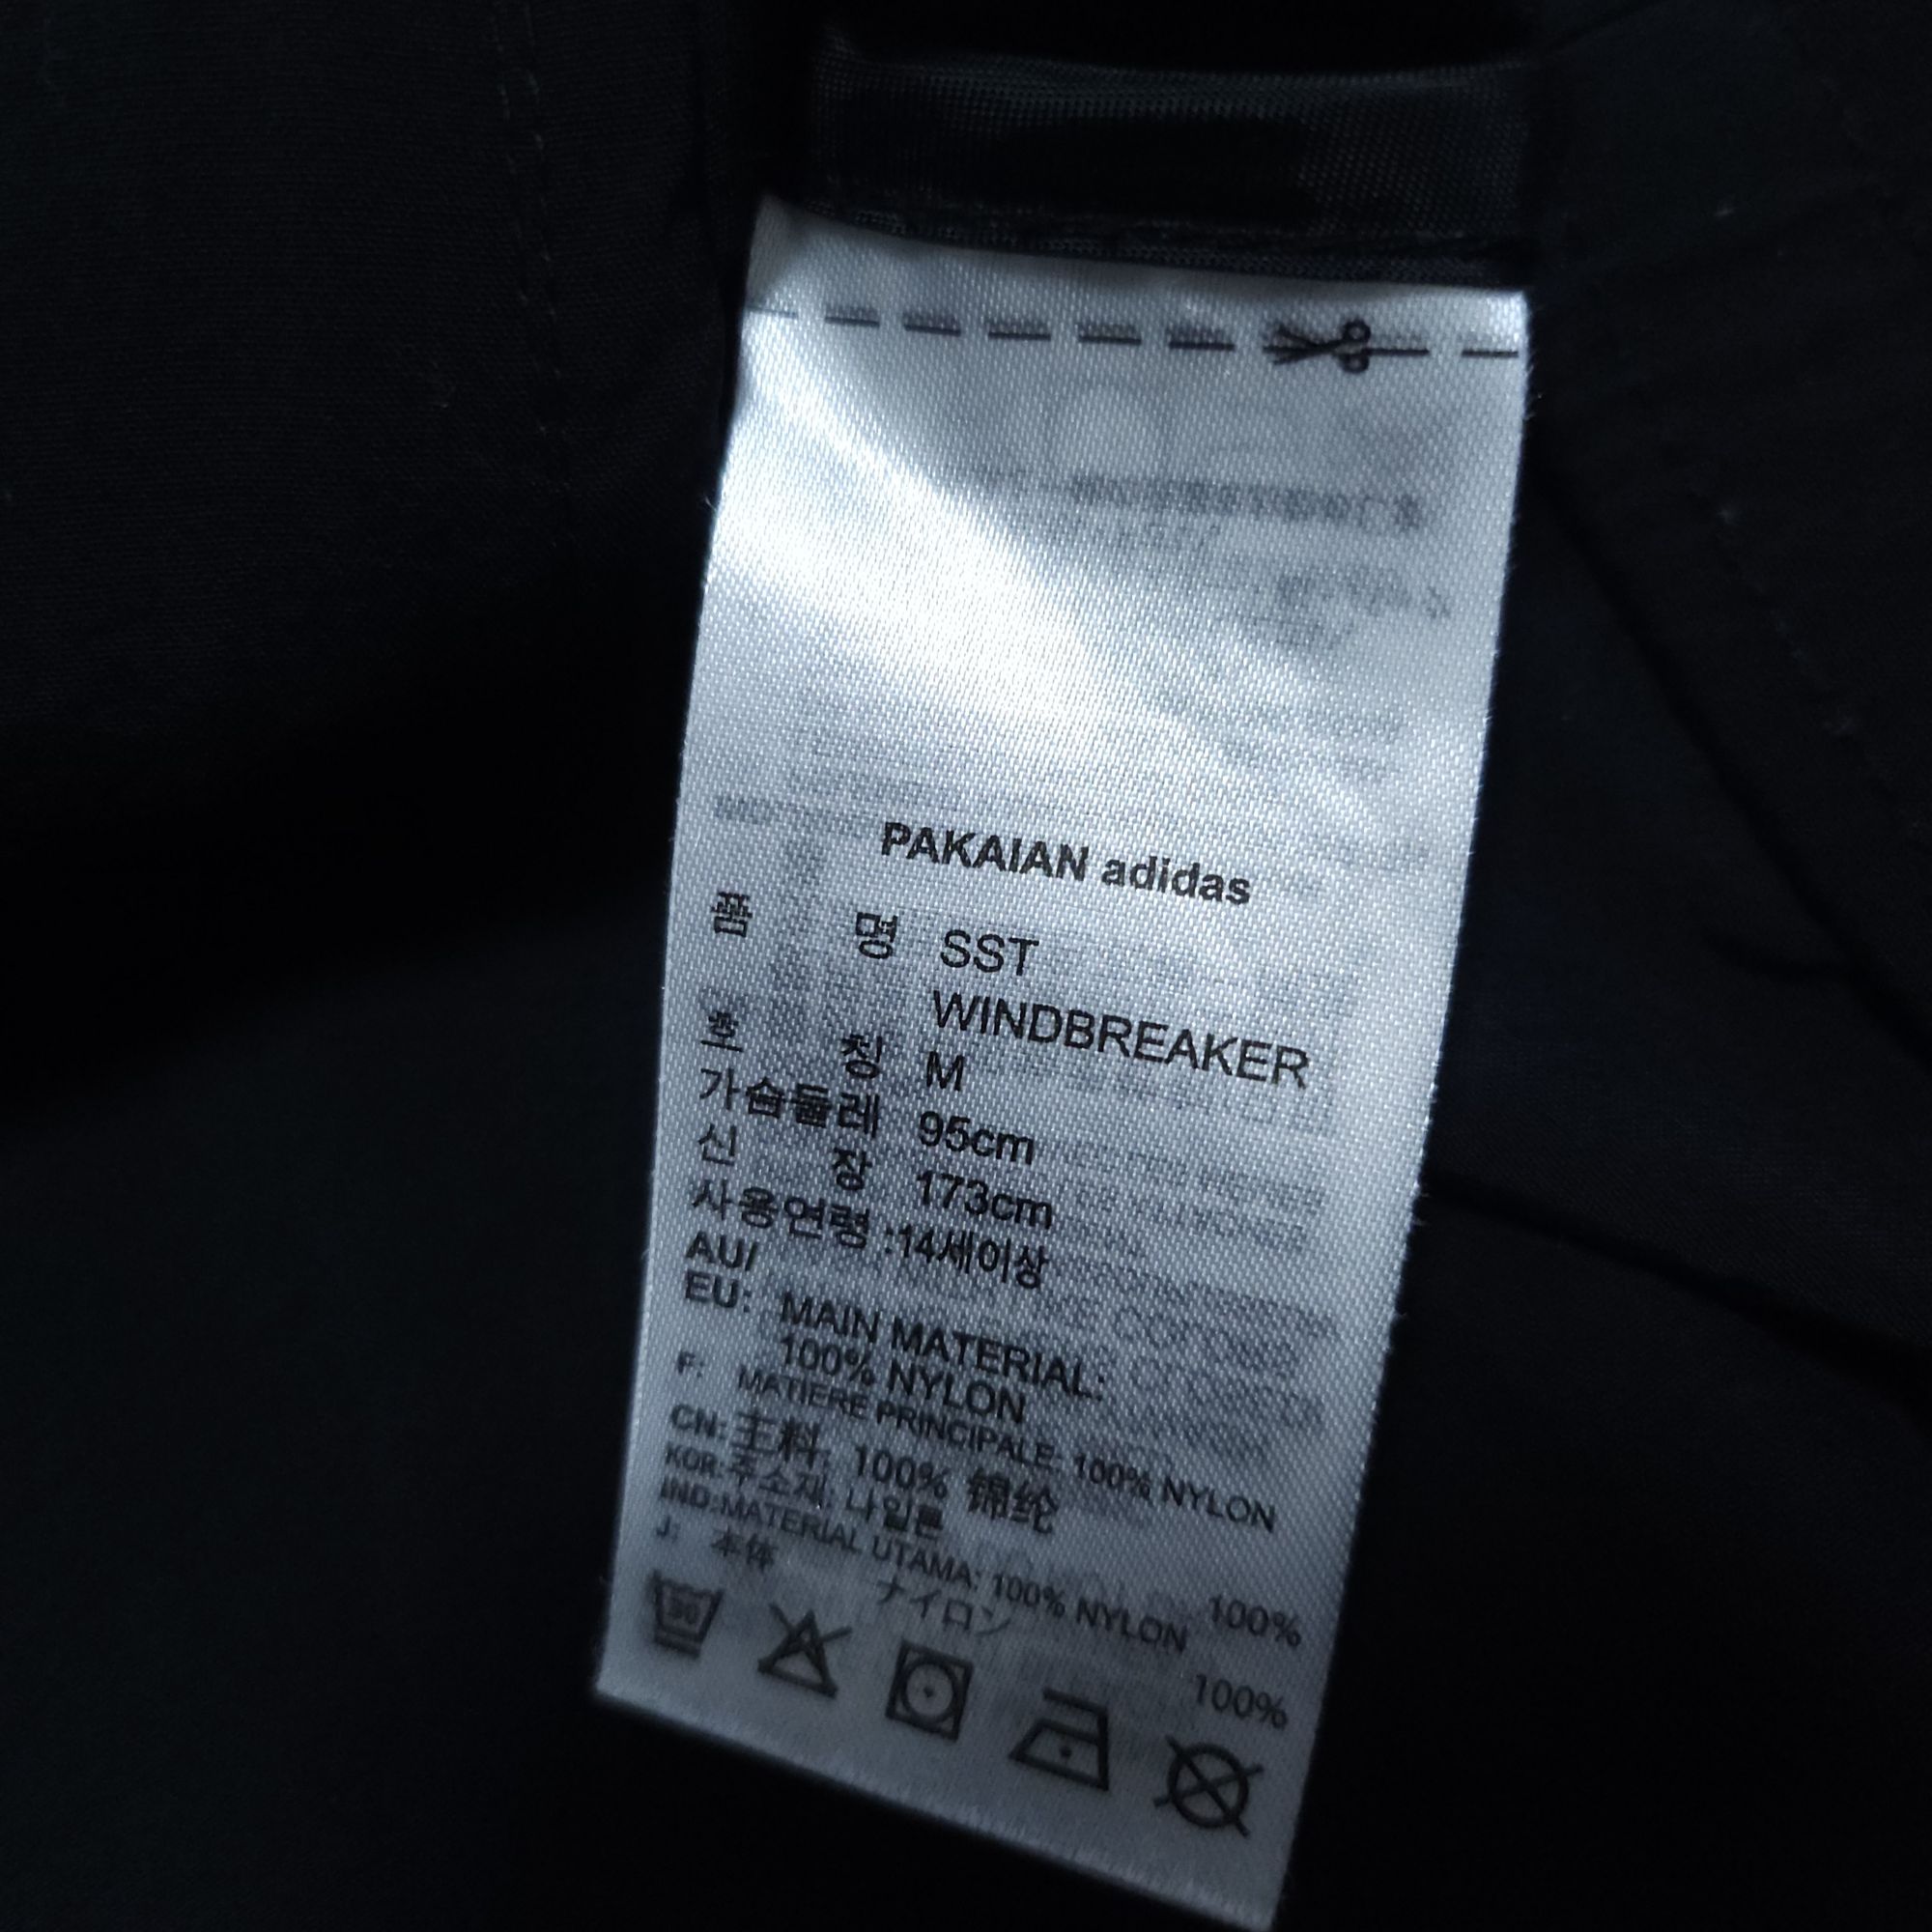 PAKAIAN adidas
품 명 SST
WINDBREAKER
호 칭 M
가슴둘레 95cm
신 장 173cm
사용연령 :14세이상
AU/
EU: MAIN MATERIAL:
100% NYLON
F: MATIERE PRINCIPALE: 100% NYLON
CN: 主料: 100% 锦纶
KOR: 주소재: 나일론 100%
IND: MATERIAL UTAMA: 100% NYLON
J: 本体 ナイロン 100%
30